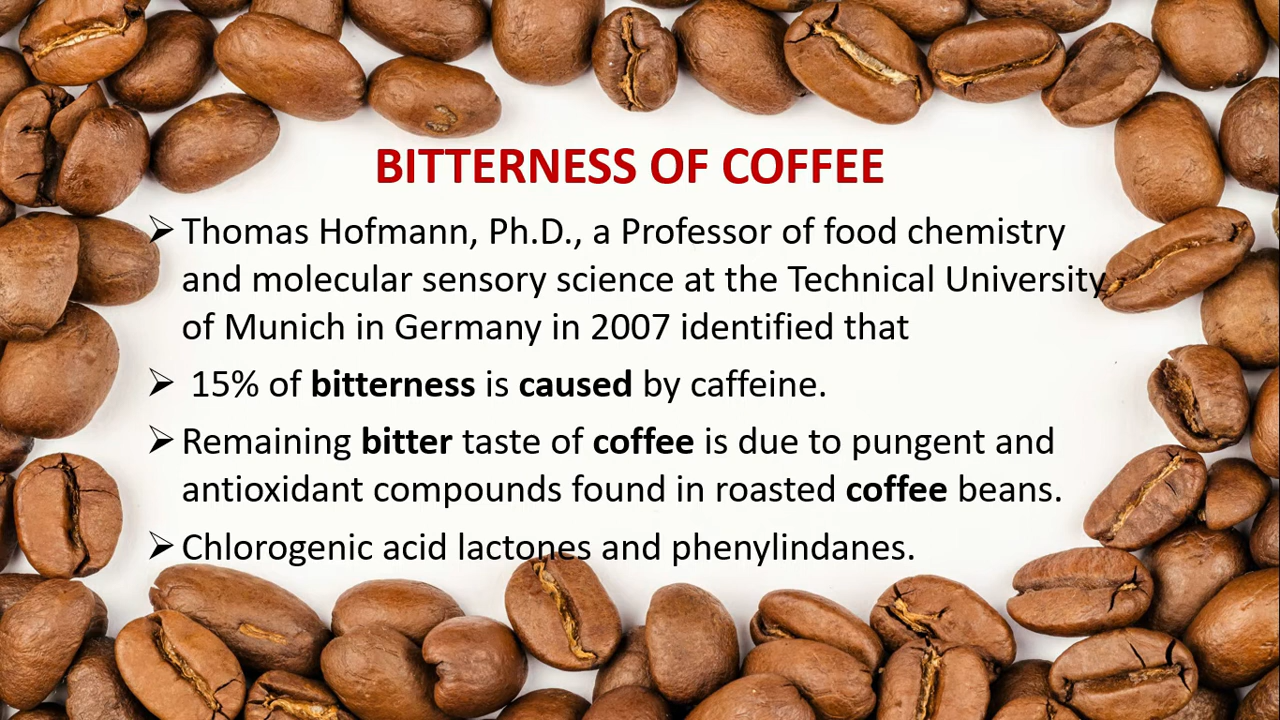 BITTERNESS OF COFFEE
➢ Thomas Hofmann, Ph.D., a Professor of food chemistry
and molecular sensory science at the Technical University
of Munich in Germany in 2007 identified that
➢ 15% of bitterness is caused by caffeine.
➢ Remaining bitter taste of coffee is due to pungent and
antioxidant compounds found in roasted coffee beans.
➢ Chlorogenic acid lactones and phenylindanes.